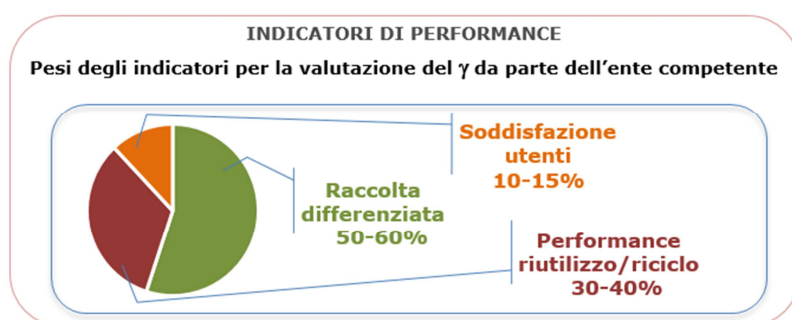 INDICATORI DI PERFORMANCE
Pesi degli indicatori per la valutazione del γ da parte dell'ente competente
Soddisfazione
utenti
10-15%
Raccolta
differenziata
50-60%
Performance
riutilizzo/riciclo
30-40%